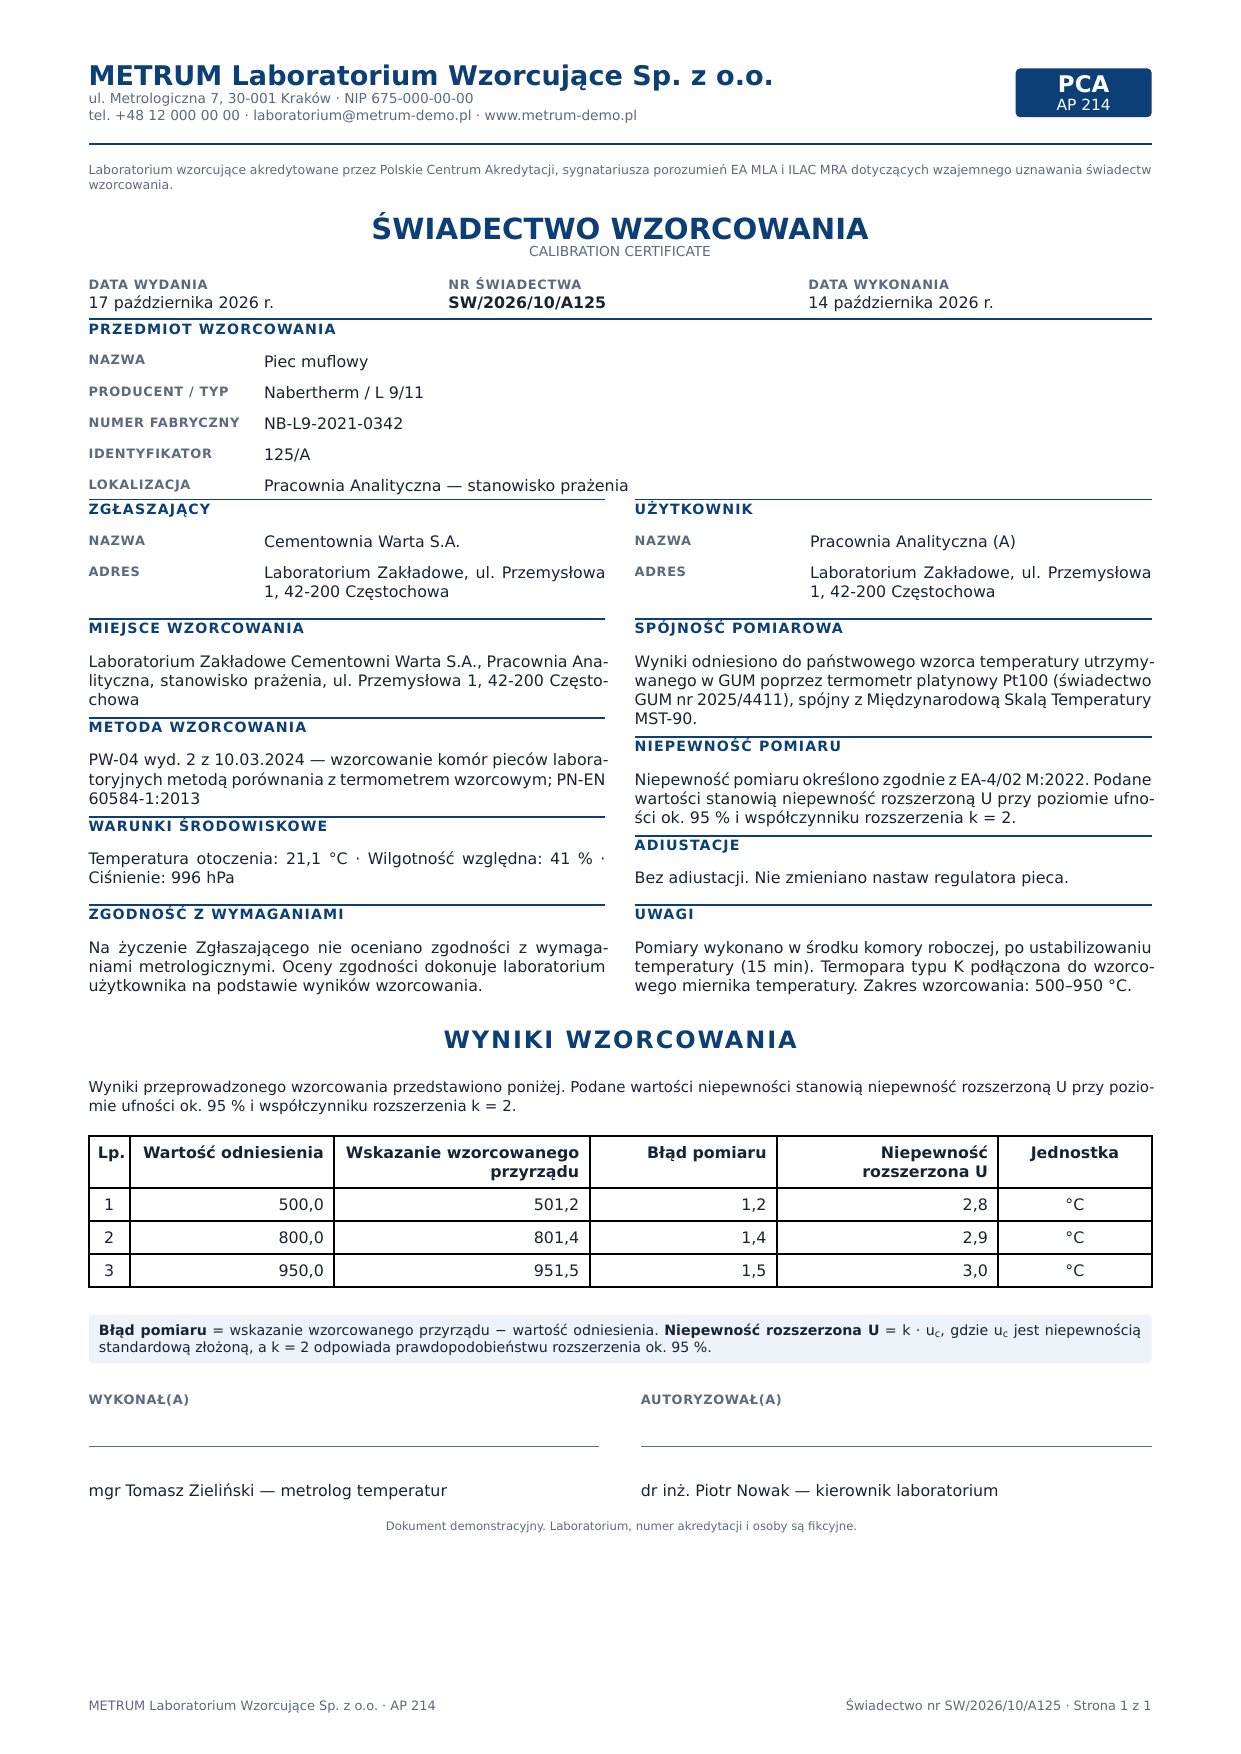 METRUM Laboratorium Wzorcujące Sp. z o.o.
ul. Metrologiczna 7, 30-001 Kraków · NIP 675-000-00-00
tel. +48 12 000 00 00 · laboratorium@metrum-demo.pl · www.metrum-demo.pl
PCA
AP 214
Laboratorium wzorcujące akredytowane przez Polskie Centrum Akredytacji, sygnatariusza porozumień EA MLA i ILAC MRA dotyczących wzajemnego uznawania świadectw
wzorcowania.
ŚWIADECTWO WZORCOWANIA
CALIBRATION CERTIFICATE
DATA WYDANIA
17 października 2026 r.
NR ŚWIADECTWA
SW/2026/10/A125
DATA WYKONANIA
14 października 2026 r.
PRZEDMIOT WZORCOWANIA
NAZWA Piec muflowy
PRODUCENT / TYP Nabertherm / L 9/11
NUMER FABRYCZNY NB-L9-2021-0342
IDENTYFIKATOR 125/A
LOKALIZACJA Pracownia Analityczna — stanowisko prażenia
ZGŁASZAJĄCY
NAZWA Cementownia Warta S.A.
ADRES Laboratorium Zakładowe, ul. Przemysłowa
1, 42-200 Częstochowa
UŻYTKOWNIK
NAZWA Pracownia Analityczna (A)
ADRES Laboratorium Zakładowe, ul. Przemysłowa
1, 42-200 Częstochowa
MIEJSCE WZORCOWANIA
Laboratorium Zakładowe Cementowni Warta S.A., Pracownia Ana-
lityczna, stanowisko prażenia, ul. Przemysłowa 1, 42-200 Często-
chowa
METODA WZORCOWANIA
PW-04 wyd. 2 z 10.03.2024 — wzorcowanie komór pieców labora-
toryjnych metodą porównania z termometrem wzorcowym; PN-EN
60584-1:2013
WARUNKI ŚRODOWISKOWE
Temperatura otoczenia: 21,1 °C · Wilgotność względna: 41 % ·
Ciśnienie: 996 hPa
ZGODNOŚĆ Z WYMAGANIAMI
Na życzenie Zgłaszającego nie oceniano zgodności z wymaga-
niami metrologicznymi. Oceny zgodności dokonuje laboratorium
użytkownika na podstawie wyników wzorcowania.
SPÓJNOŚĆ POMIAROWA
Wyniki odniesiono do państwowego wzorca temperatury utrzymy-
wanego w GUM poprzez termometr platynowy Pt100 (świadectwo
GUM nr 2025/4411), spójny z Międzynarodową Skalą Temperatury
MST-90.
NIEPEWNOŚĆ POMIARU
Niepewność pomiaru określono zgodnie z EA-4/02 M:2022. Podane
wartości stanowią niepewność rozszerzoną U przy poziomie ufno-
ści ok. 95 % i współczynniku rozszerzenia k = 2.
ADIUSTACJE
Bez adiustacji. Nie zmieniano nastaw regulatora pieca.
UWAGI
Pomiary wykonano w środku komory roboczej, po ustabilizowaniu
temperatury (15 min). Termopara typu K podłączona do wzorco-
wego miernika temperatury. Zakres wzorcowania: 500–950 °C.
WYNIKI WZORCOWANIA
Wyniki przeprowadzonego wzorcowania przedstawiono poniżej. Podane wartości niepewności stanowią niepewność rozszerzoną U przy pozio-
mie ufności ok. 95 % i współczynniku rozszerzenia k = 2.
Lp. Wartość odniesienia Wskazanie wzorcowanego przyrządu Błąd pomiaru Niepewność rozszerzona U Jednostka
1 500,0 501,2 1,2 2,8 °C
2 800,0 801,4 1,4 2,9 °C
3 950,0 951,5 1,5 3,0 °C
Błąd pomiaru = wskazanie wzorcowanego przyrządu − wartość odniesienia. Niepewność rozszerzona U = k · uc, gdzie uc jest niepewnością
standardową złożoną, a k = 2 odpowiada prawdopodobieństwu rozszerzenia ok. 95 %.
WYKONAŁ(A)
mgr Tomasz Zieliński — metrolog temperatur
AUTORYZOWAŁ(A)
dr inż. Piotr Nowak — kierownik laboratorium
Dokument demonstracyjny. Laboratorium, numer akredytacji i osoby są fikcyjne.
METRUM Laboratorium Wzorcujące Sp. z o.o. · AP 214
Świadectwo nr SW/2026/10/A125 · Strona 1 z 1